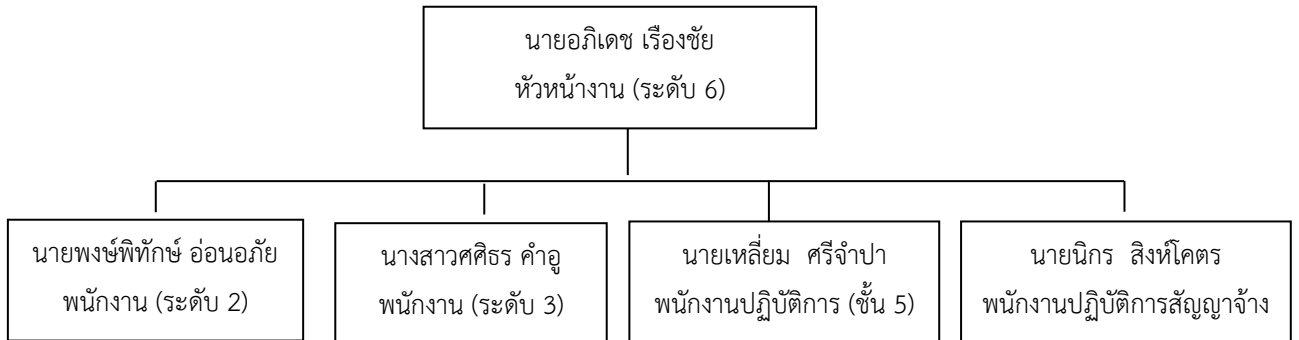 นายอภิเดช เรืองชัย
หัวหน้างาน (ระดับ 6)
นายพงษ์พิทักษ์ อ่อนอภัย
พนักงาน (ระดับ 2)
นางสาวศศิธร คำอู
พนักงาน (ระดับ 3)
นายเหลี่ยม ศรีจำปา
พนักงานปฏิบัติการ (ชั้น 5)
นายนิกร สิงห์โคตร
พนักงานปฏิบัติการสัญญาจ้าง